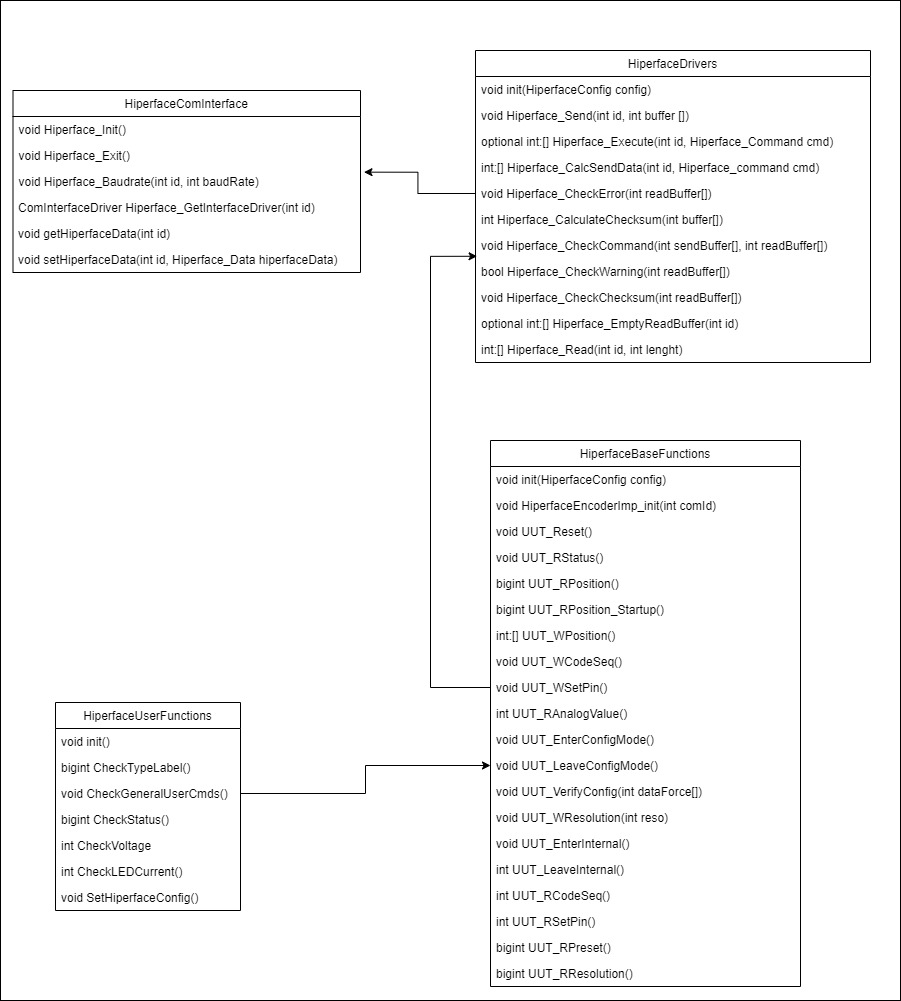 HiperfaceComInterface
void Hiperface_Init()
void Hiperface_Exit()
void Hiperface_Baudrate(int id, int baudRate)
ComInterfaceDriver Hiperface_GetInterfaceDriver(int id)
void getHiperfaceData(int id)
void setHiperfaceData(int id, Hiperface_Data hiperfaceData)
HiperfaceDrivers
void init(HiperfaceConfig config)
void Hiperface_Send(int id, int buffer [])
optional int:[] Hiperface_Execute(int id, Hiperface_Command cmd)
int:[] Hiperface_CalcSendData(int id, Hiperface_command cmd)
void Hiperface_CheckError(int readBuffer[])
int Hiperface_CalculateChecksum(int buffer[])
void Hiperface_CheckCommand(int sendBuffer[], int readBuffer[])
bool Hiperface_CheckWarning(int readBuffer[])
void Hiperface_CheckChecksum(int readBuffer[])
optional int:[] Hiperface_EmptyReadBuffer(int id)
int:[] Hiperface_Read(int id, int lenght)
HiperfaceBaseFunctions
void init(HiperfaceConfig config)
void HiperfaceEncoderImp_init(int comId)
void UUT_Reset()
void UUT_RStatus()
bigint UUT_RPosition()
bigint UUT_RPosition_Startup()
int:[] UUT_WPosition()
void UUT_WCodeSeq()
void UUT_WSetPin()
int UUT_RAnalogValue()
void UUT_EnterConfigMode()
void UUT_LeaveConfigMode()
void UUT_VerifyConfig(int dataForce[])
void UUT_WResolution(int reso)
void UUT_EnterInternal()
int UUT_LeaveInternal()
int UUT_RCodeSeq()
int UUT_RSetPin()
bigint UUT_RPreset()
bigint UUT_RResolution()
HiperfaceUserFunctions
void init()
bigint CheckTypeLabel()
void CheckGeneralUserCmds()
bigint CheckStatus()
int CheckVoltage
int CheckLEDCurrent()
void SetHiperfaceConfig()